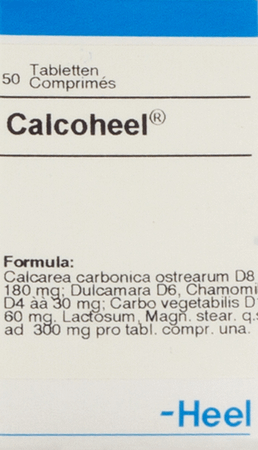 50 Tabletten
Comprimés
Calcoheel®
Formula:
Calcarea carbonica ostrearum D8
180 mg; Dulcamara D6, Chamomi
D4 àà 30 mg; Carbo vegetabilis D
60 mg. Lactosum, Magn. stear. q.s
ad 300 mg pro tabl. compr. una.
-Heel